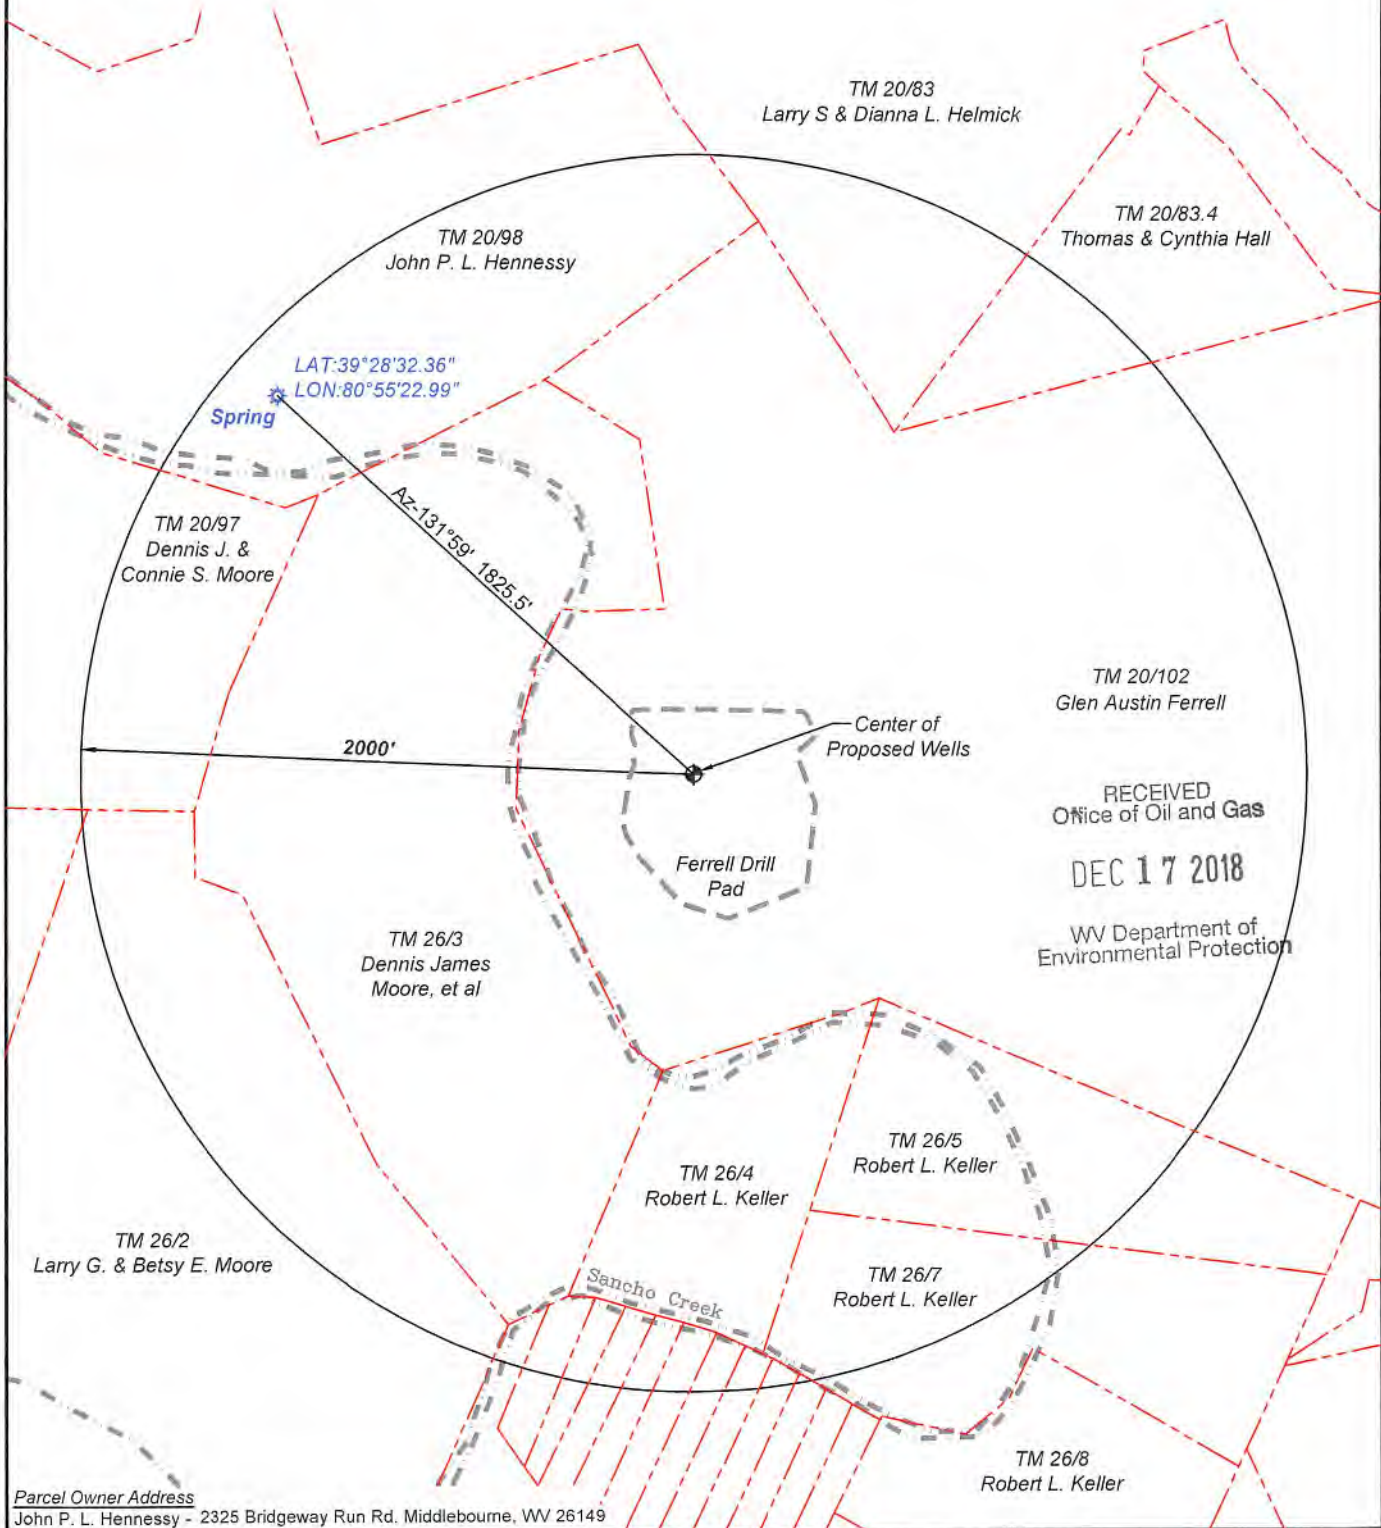 TM 20/83
Larry S & Dianna L. Helmick
TM 20/83.4
Thomas & Cynthia Hall
TM 20/98
John P. L. Hennessy
LAT:39°28'32.36"
LON:80°55'22.99"
Spring
Az-131°59' 1825.5'
TM 20/97
Dennis J. &
Connie S. Moore
TM 20/102
Glen Austin Ferrell
Center of
Proposed Wells
2000'
RECEIVED
Office of Oil and Gas
DEC 17 2018
WV Department of
Environmental Protection
Ferrell Drill
Pad
TM 26/3
Dennis James
Moore, et al
TM 26/5
Robert L. Keller
TM 26/4
Robert L. Keller
TM 26/2
Larry G. & Betsy E. Moore
TM 26/7
Robert L. Keller
Sancho Creek
TM 26/8
Robert L. Keller
Parcel Owner Address
John P. L. Hennessy - 2325 Bridgeway Run Rd. Middlebourne, WV 26149